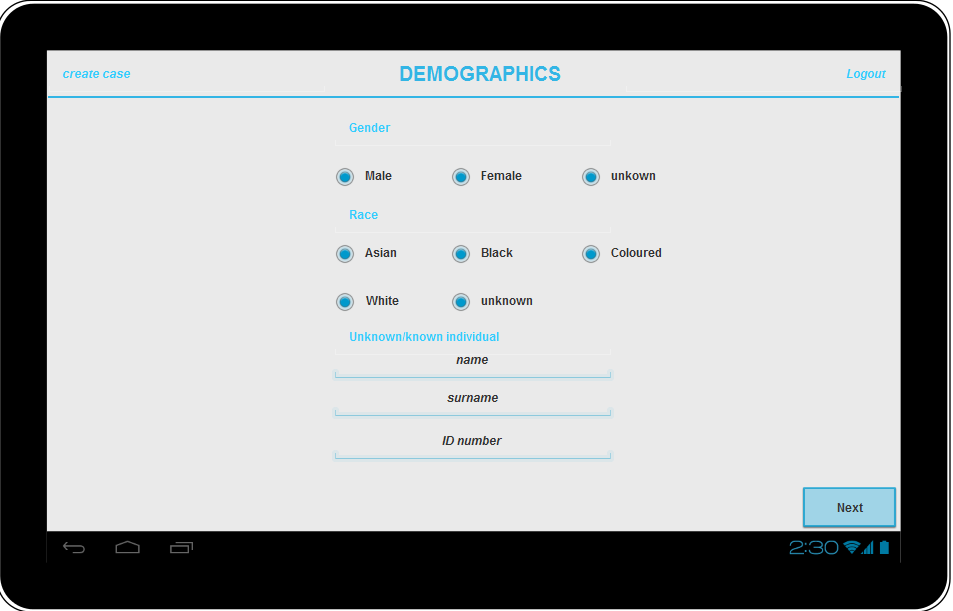 create case DEMOGRAPHICS Logout
Gender
Male Female unkown
Race
Asian Black Coloured
White unknown
Unknown/known individual
name
surname
ID number
Next
2:30